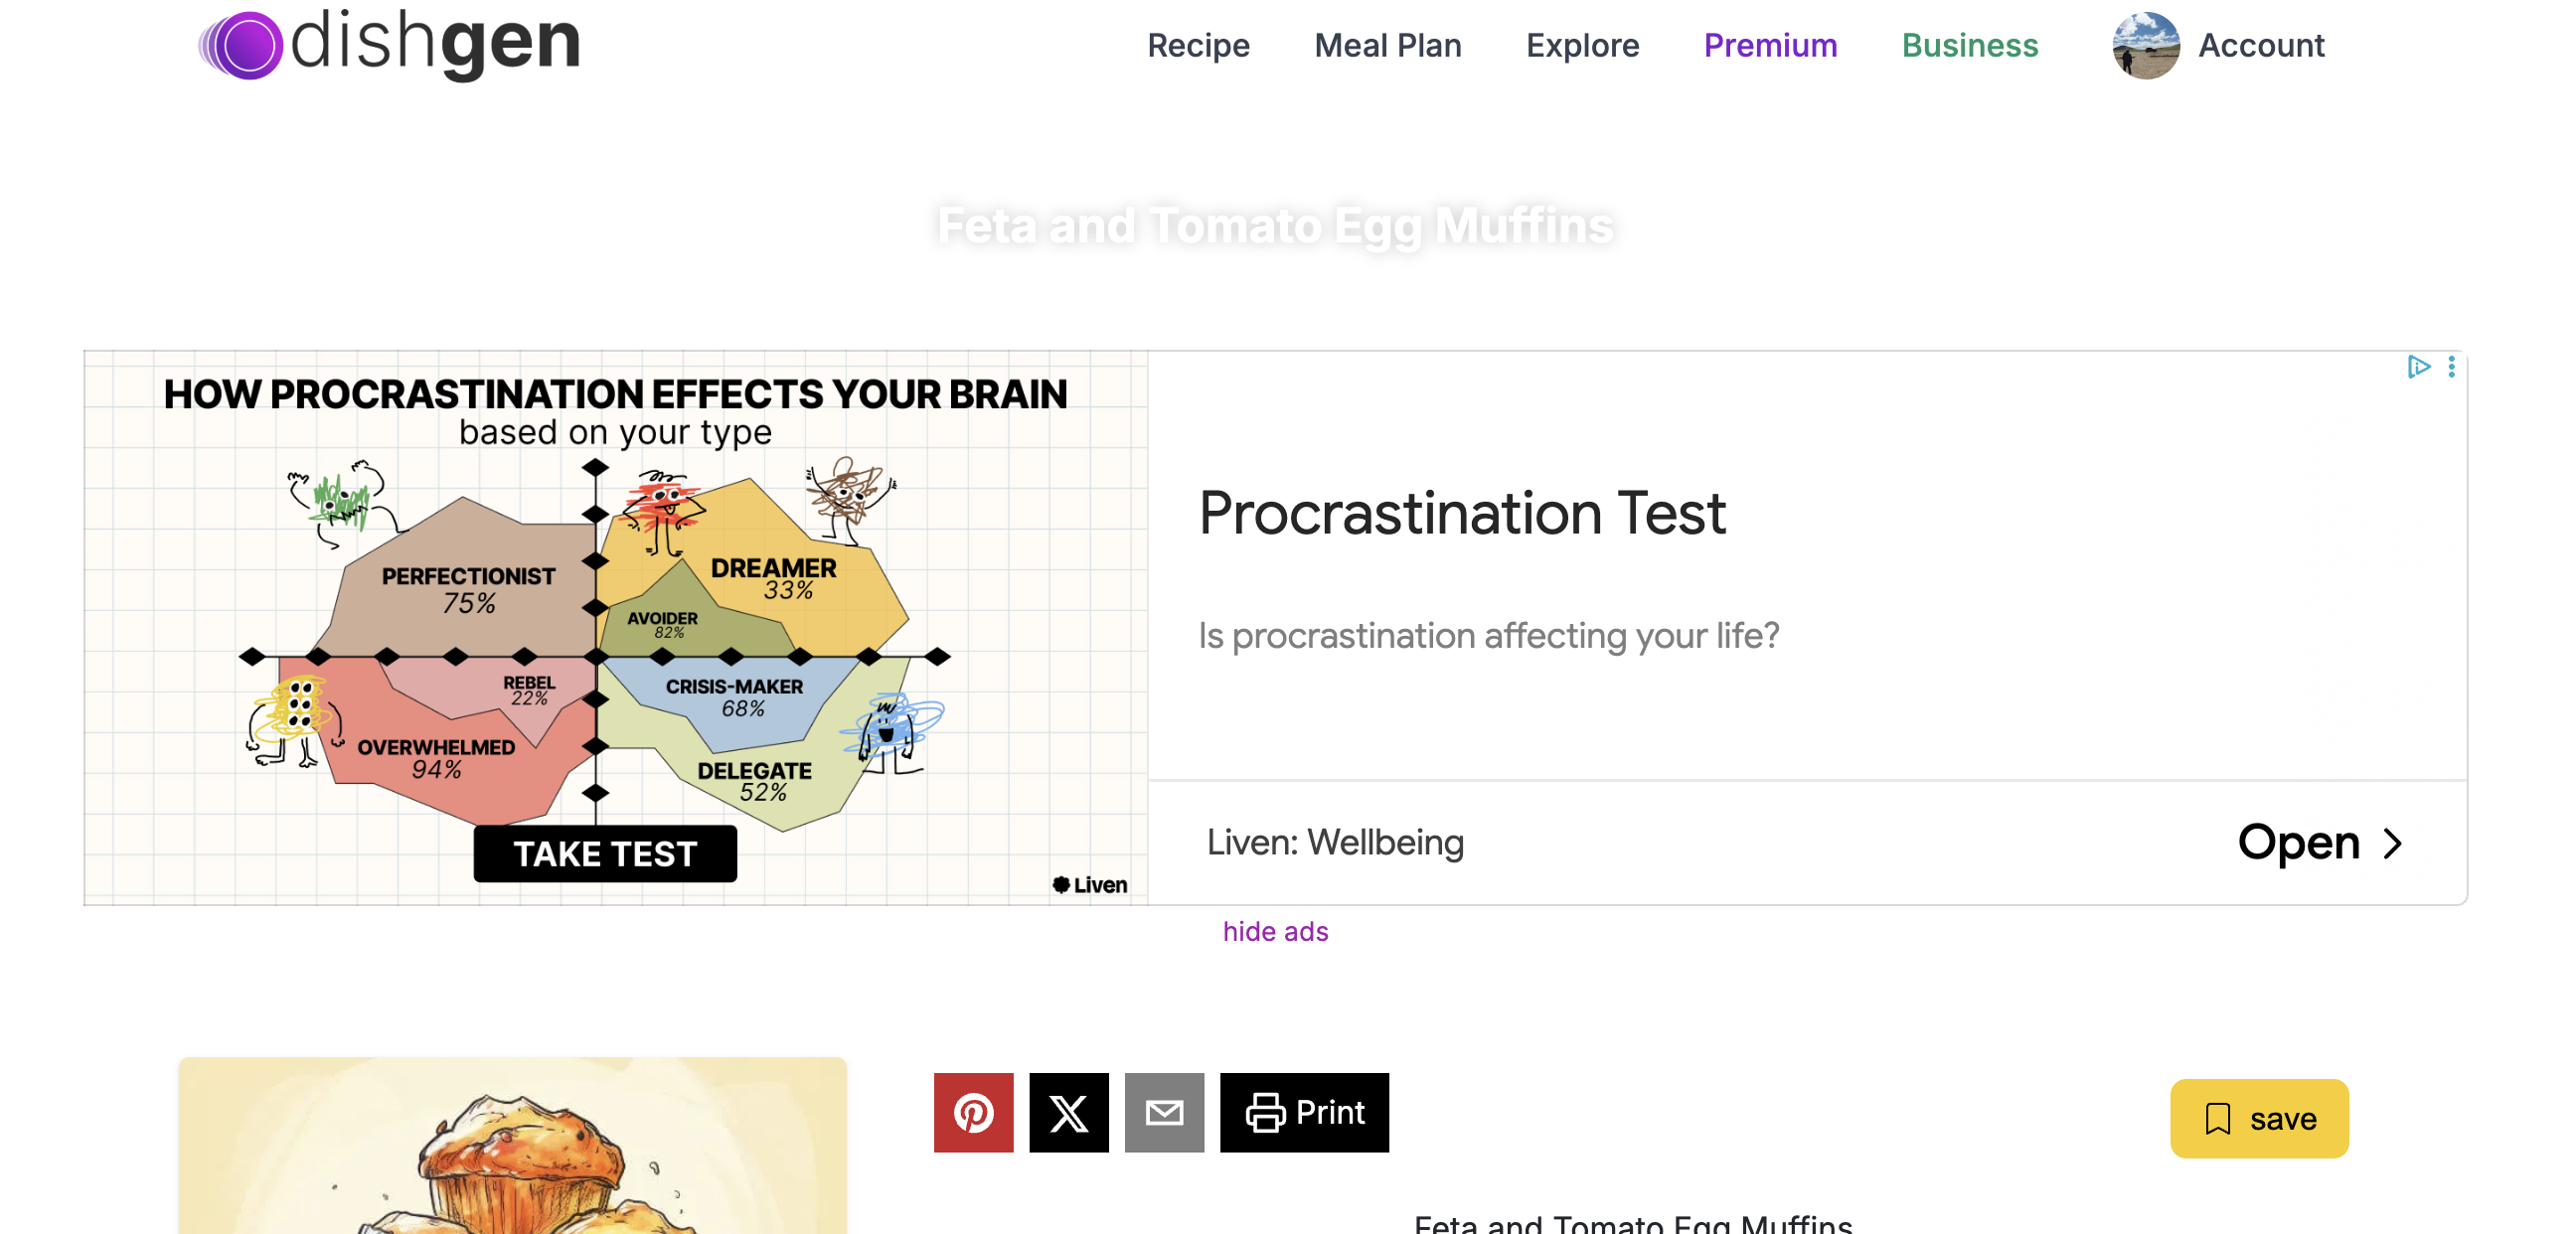 dishgen
Recipe
Meal Plan
Explore
Premium
Business
Account
Feta and Tomato Egg Muffins
HOW PROCRASTINATION EFFECTS YOUR BRAIN
based on your type
PERFECTIONIST
75%
DREAMER
33%
AVOIDER
82%
REBEL
22%
CRISIS-MAKER
68%
OVERWHELMED
94%
DELEGATE
52%
TAKE TEST
Liven
Procrastination Test
Is procrastination affecting your life?
Liven: Wellbeing
Open
hide ads
Print
save
Feta and Tomato Egg Muffins